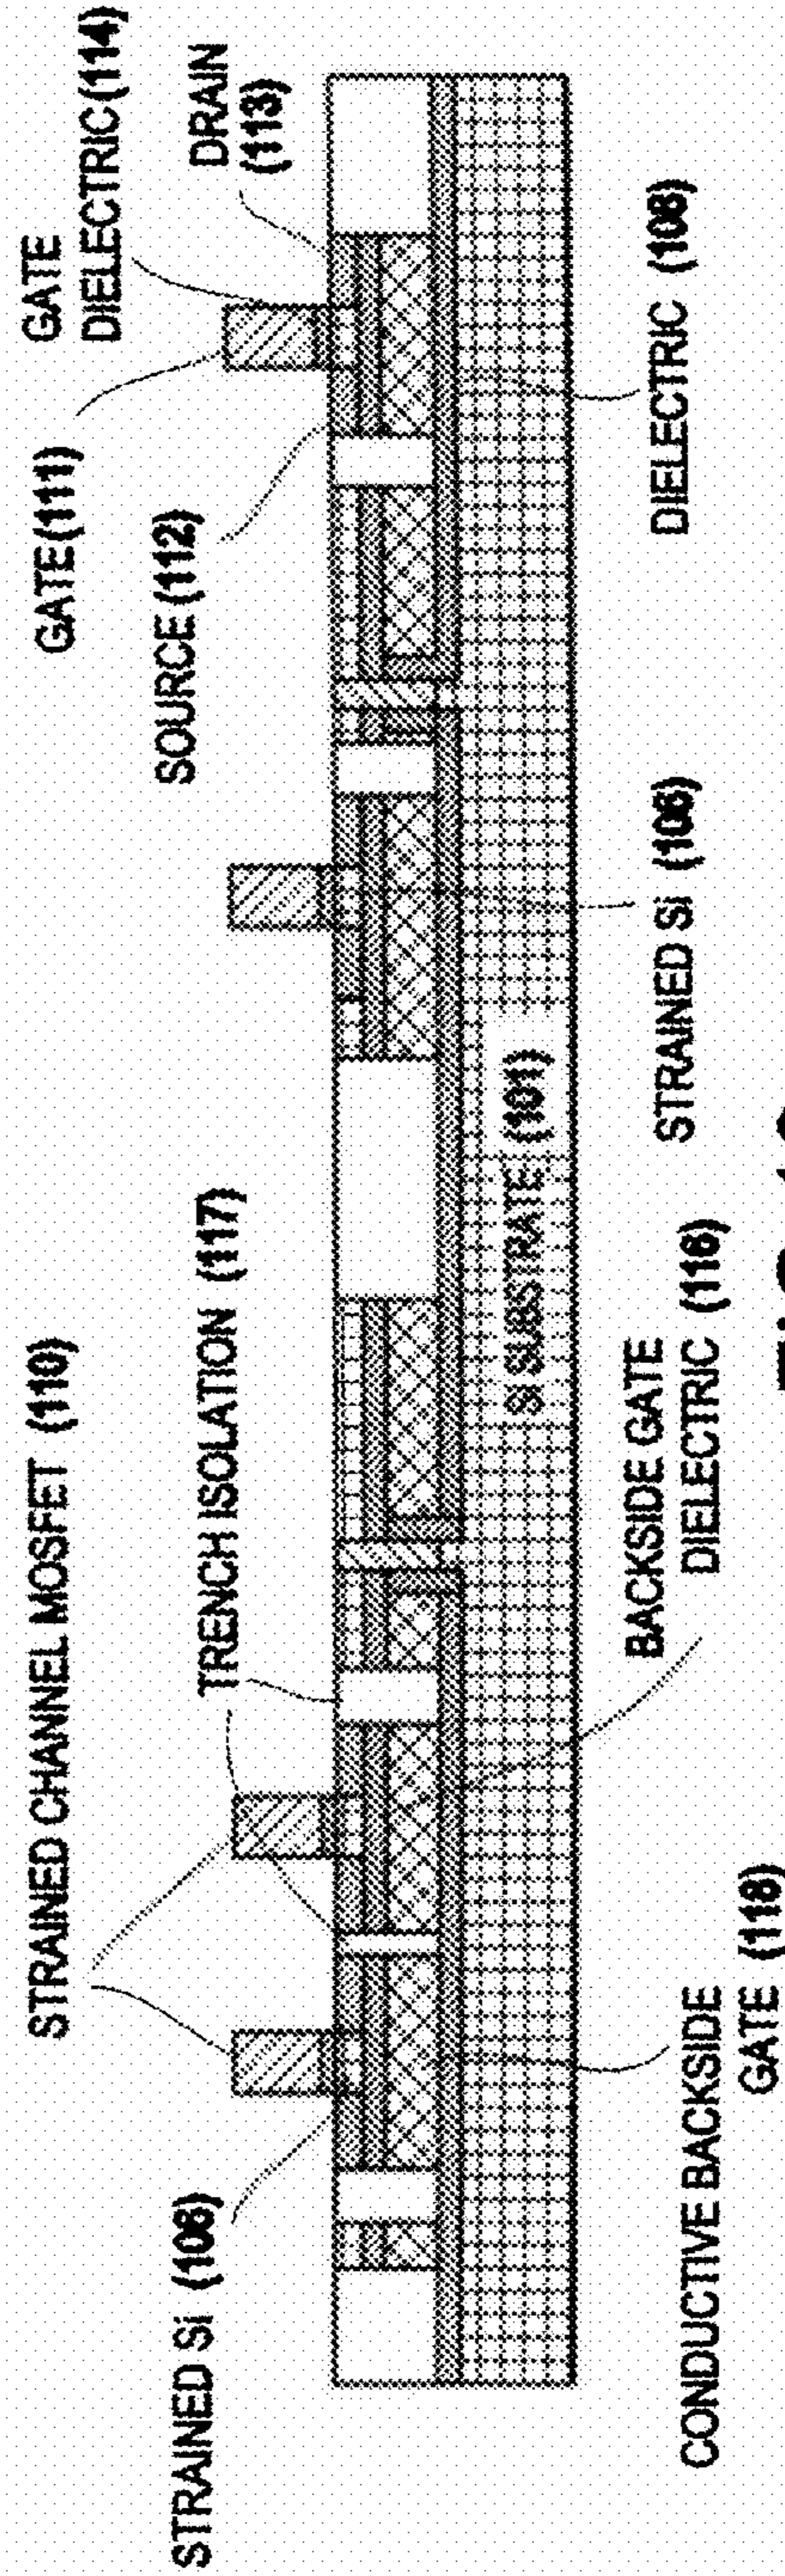 STRAINED CHANNEL MOSFET (110)
GATE (111)
GATE
DIELECTRIC (114)
STRAINED Si (106)
TRENCH ISOLATION (117)
SOURCE (112)
DRAIN
(113)
SI SUBSTRATE (101)
CONDUCTIVE BACKSIDE
GATE (118)
BACKSIDE GATE
DIELECTRIC (116)
STRAINED Si (106)
DIELECTRIC (108)